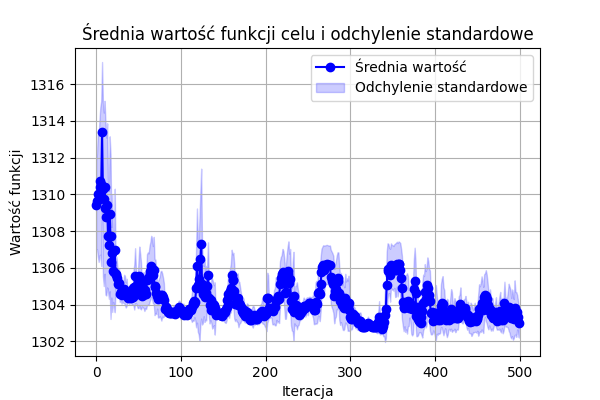 Średnia wartość funkcji celu i odchylenie standardowe
Średnia wartość
Odchylenie standardowe
Wartość funkcji
1316
1314
1312
1310
1308
1306
1304
1302
0 100 200 300 400 500
Iteracja